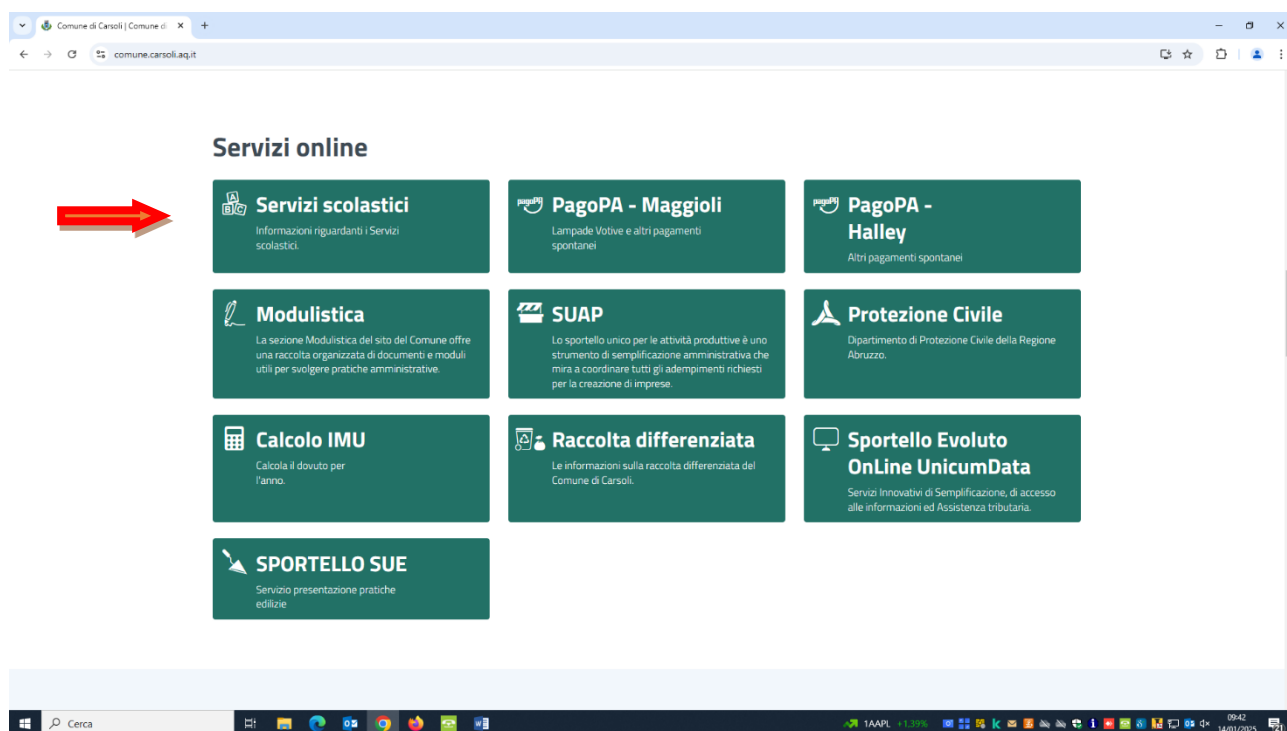 Comune di Carsoli | Comune di
comune.carsoli.aq.it
Servizi online
A
B C
Servizi scolastici
Informazioni riguardanti i Servizi
scolastici.
pagoPA
PagoPA - Maggioli
Lampade Votive e altri pagamenti
spontanei
pagoPA
PagoPA -
Halley
Altri pagamenti spontanei
Modulistica
La sezione Modulistica del sito del Comune offre
una raccolta organizzata di documenti e moduli
utili per svolgere pratiche amministrative.
SUAP
Lo sportello unico per le attività produttive è uno
strumento di semplificazione amministrativa che
mira a coordinare tutti gli adempimenti richiesti
per la creazione di imprese.
Protezione Civile
Dipartimento di Protezione Civile della Regione
Abruzzo.
Calcolo IMU
Calcola il dovuto per
l'anno.
Raccolta differenziata
Le informazioni sulla raccolta differenziata del
Comune di Carsoli.
Sportello Evoluto
OnLine UnicumData
Servizi Innovativi di Semplificazione, di accesso
alle informazioni ed Assistenza tributaria.
SPORTELLO SUE
Servizio presentazione pratiche
edilizie
Cerca
1AAPL +1.39%
09:42
14/01/2025